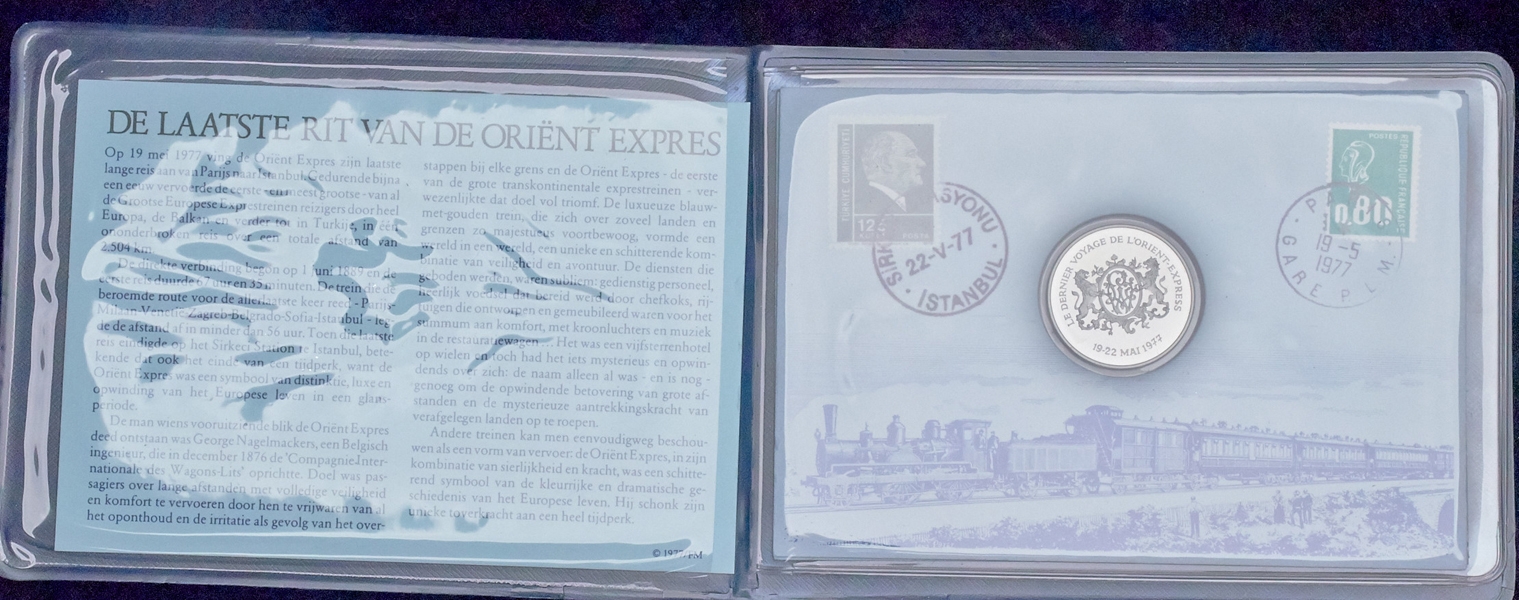 DE LAATSTE RIT VAN DE ORIËNT EXPRES
Op 19 mei 1977 ving de Oriënt Expres zijn laatste
lange reis aan van Parijs naar Istanbul. Gedurende bijna
een eeuw vervoerde de eerste - en meest grootse - van al
de Grootse Europese Expresstreinen reizigers door heel
Europa, de Balkan en verder tot in Turkije, in een
ononderbroken reis over een totale afstand van
2.504 km.
De direkte verbinding begon op 1 juni 1889 en de
eerste reis duurde uur en 35 minuten. De trein die de
beroemde route voor de allerlaatste keer reed - Parijs-
Milaan-Venetië-Zagreb-Belgrado-Sofia-Istanbul - leg-
de de afstand af in minder dan 56 uur. Toen die laatste
reis eindigde op het Sirkeci Station te Istanbul, bete-
kende dat ook het einde van een tijdperk, want de
Oriënt Expres was een symbool van distinktie, luxe en
opwinding van het Europese leven in een glans-
periode.
De man wiens vooruitziende blik de Oriënt Expres
deed ontstaan was George Nagelmackers, een Belgisch
ingenieur, die in december 1876 de 'Compagnie Inter-
nationale des Wagons-Lits' oprichtte. Doel was pas-
sagiers over lange afstanden met volledige veiligheid
en komfort te vervoeren door hen te vrijwaren van al
het oponthoud en de irritatie als gevolg van het over-
stappen bij elke grens en de Oriënt Expres - de eerste
van de grote transkontinentale exprestreinen - ver-
wezenlijkte dat doel vol triomf. De luxueuze blauw-
met-gouden trein, die zich over zoveel landen en
grenzen zo majestueus voortbewoog, vormde een
wereld in een wereld, een unieke en schitterende kom-
binatie van veiligheid en avontuur. De diensten die
geboden werden, waren subliem: gedienstig personeel,
heerlijk voedsel dat bereid werd door chefkoks, rij-
tuigen die ontworpen en gemeubileerd waren voor het
summum aan komfort, met kroonluchters en muziek
in de restauratiewagen... Het was een vijfsterrenhotel
op wielen en toch had het iets mysterieus en opwin-
dends over zich: de naam alleen al was - en is nog -
genoeg om de opwindende betovering van grote af-
standen en de mysterieuze aantrekkingskracht van
verafgelegen landen op te roepen.
Andere treinen kan men eenvoudigweg beschou-
wen als een vorm van vervoer: de Oriënt Expres, in zijn
kombinatie van sierlijkheid en kracht, was een schitte-
rend symbool van de kleurrijke en dramatische ge-
schiedenis van het Europese leven. Hij schonk zijn
unieke toverkracht aan een heel tijdperk.
© 1977 FM
TÜRKİYE CUMHURİYETİ
POSTA
22-V-77
ISTANBUL
LE DERNIER VOYAGE DE L'ORIENT-EXPRESS
19-22 MAI 1977
POSTES
REPUBLIQUE FRANÇAISE
0.80
19-5
1977
GARE P.L.M.